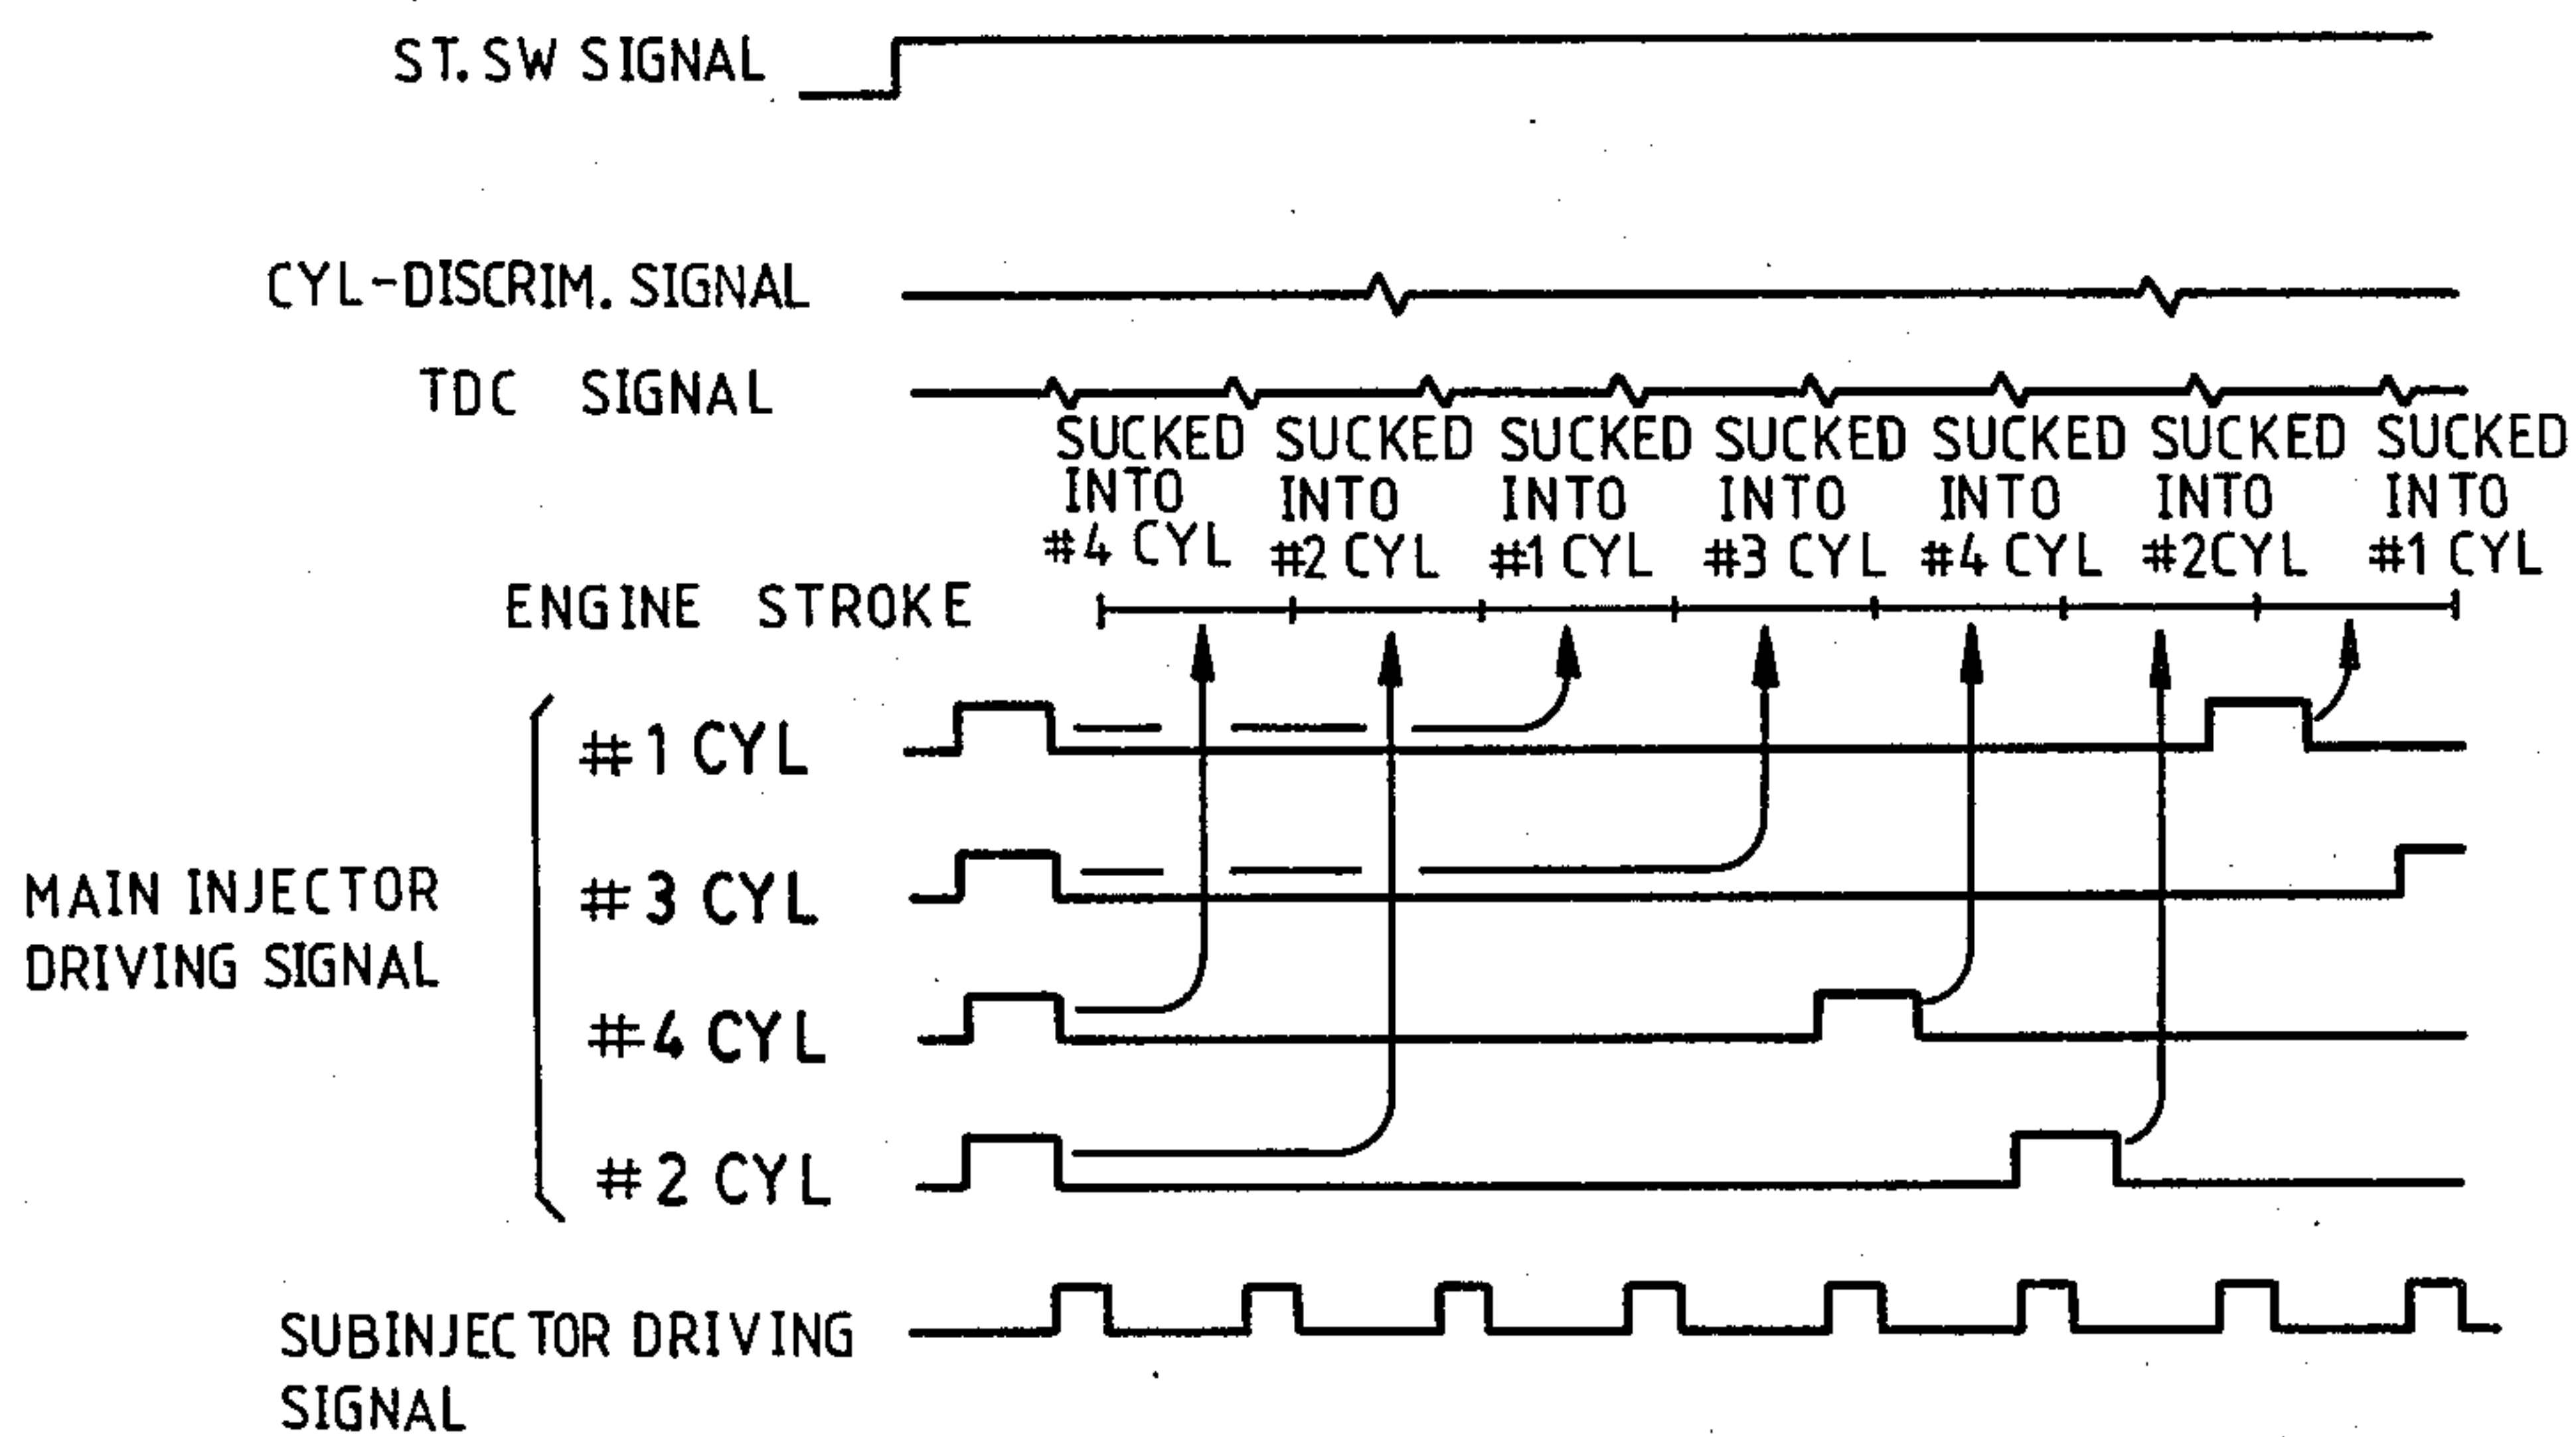 ST. SW SIGNAL
CYL-DISCRIM. SIGNAL
TDC SIGNAL
SUCKED INTO #4 CYL
SUCKED INTO #2 CYL
SUCKED INTO #1 CYL
SUCKED INTO #3 CYL
SUCKED INTO #4 CYL
SUCKED INTO #2 CYL
SUCKED INTO #1 CYL
ENGINE STROKE
MAIN INJECTOR
DRIVING SIGNAL
#1 CYL
#3 CYL
#4 CYL
#2 CYL
SUBINJECTOR DRIVING
SIGNAL